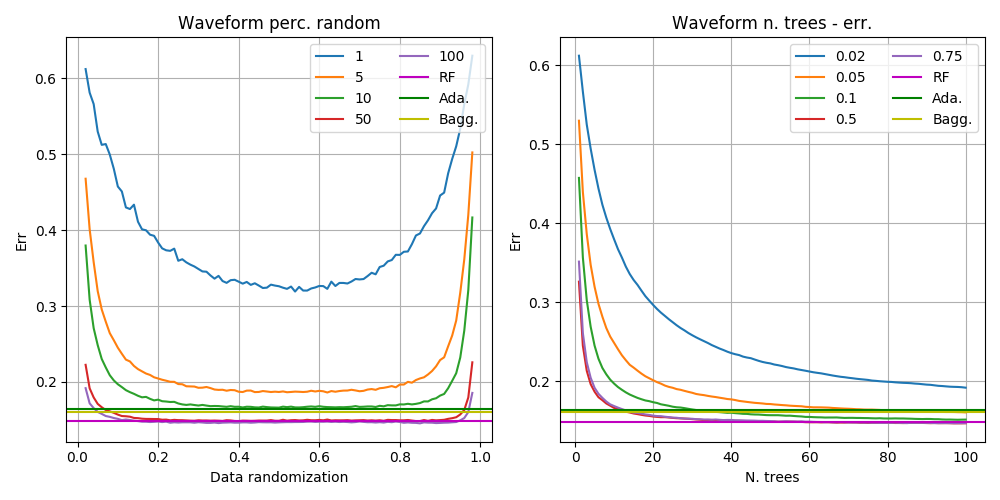 Waveform perc. random
Err
0.6
0.5
0.4
0.3
0.2
0.0 0.2 0.4 0.6 0.8 1.0
Data randomization
1 100
5 RF
10 Ada.
50 Bagg.
Waveform n. trees - err.
Err
0.6
0.5
0.4
0.3
0.2
0 20 40 60 80 100
N. trees
0.02 0.75
0.05 RF
0.1 Ada.
0.5 Bagg.